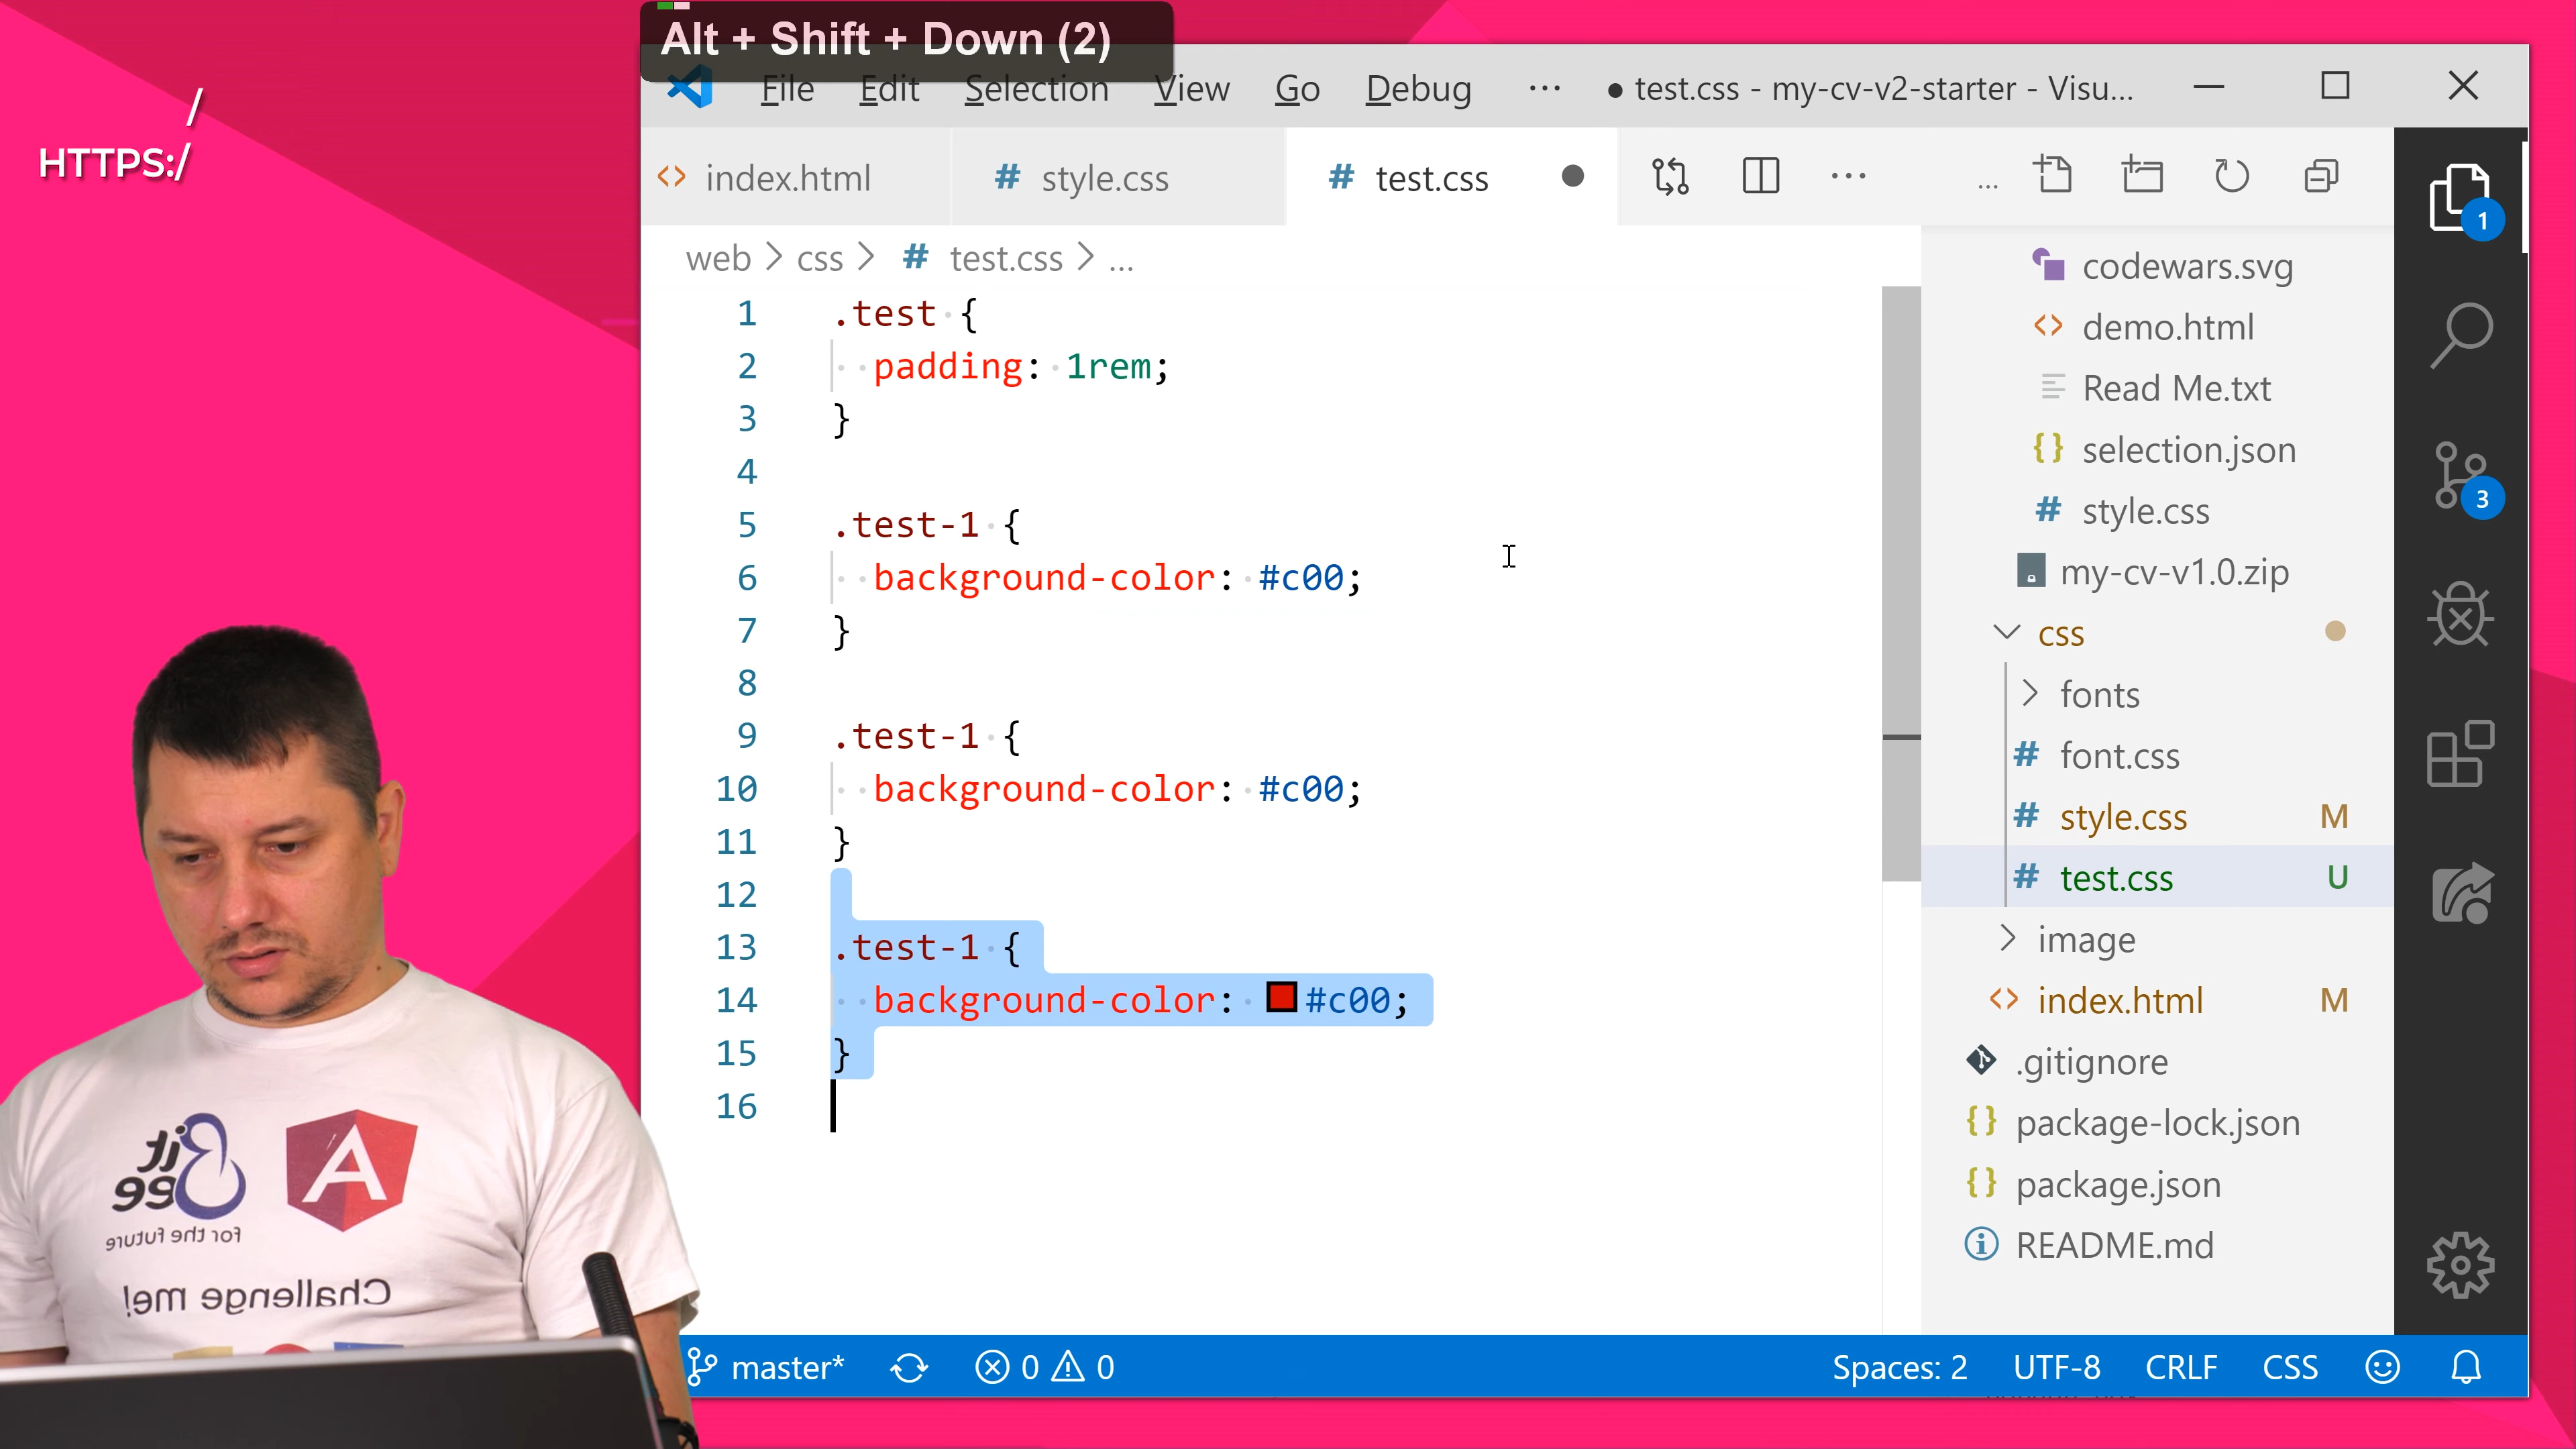 Alt + Shift + Down (2)
/
HTTPS:/
File Edit Selection View Go Debug ··· ● test.css - my-cv-v2-starter - Visu...
index.html
# style.css
# test.css
...
web > css > # test.css > ...
1 .test {
2 padding: 1rem;
3 }
4
5 .test-1 {
6 background-color: #c00;
7 }
8
9 .test-1 {
10 background-color: #c00;
11 }
12
13 .test-1 {
14 background-color: #c00;
15 }
16
codewars.svg
demo.html
Read Me.txt
selection.json
style.css
my-cv-v1.0.zip
css
fonts
font.css
style.css M
test.css U
image
index.html M
.gitignore
package-lock.json
package.json
README.md
1
3
Bit
Bee
for the future
A
Challenge me!
master* 0 0 Spaces: 2 UTF-8 CRLF CSS